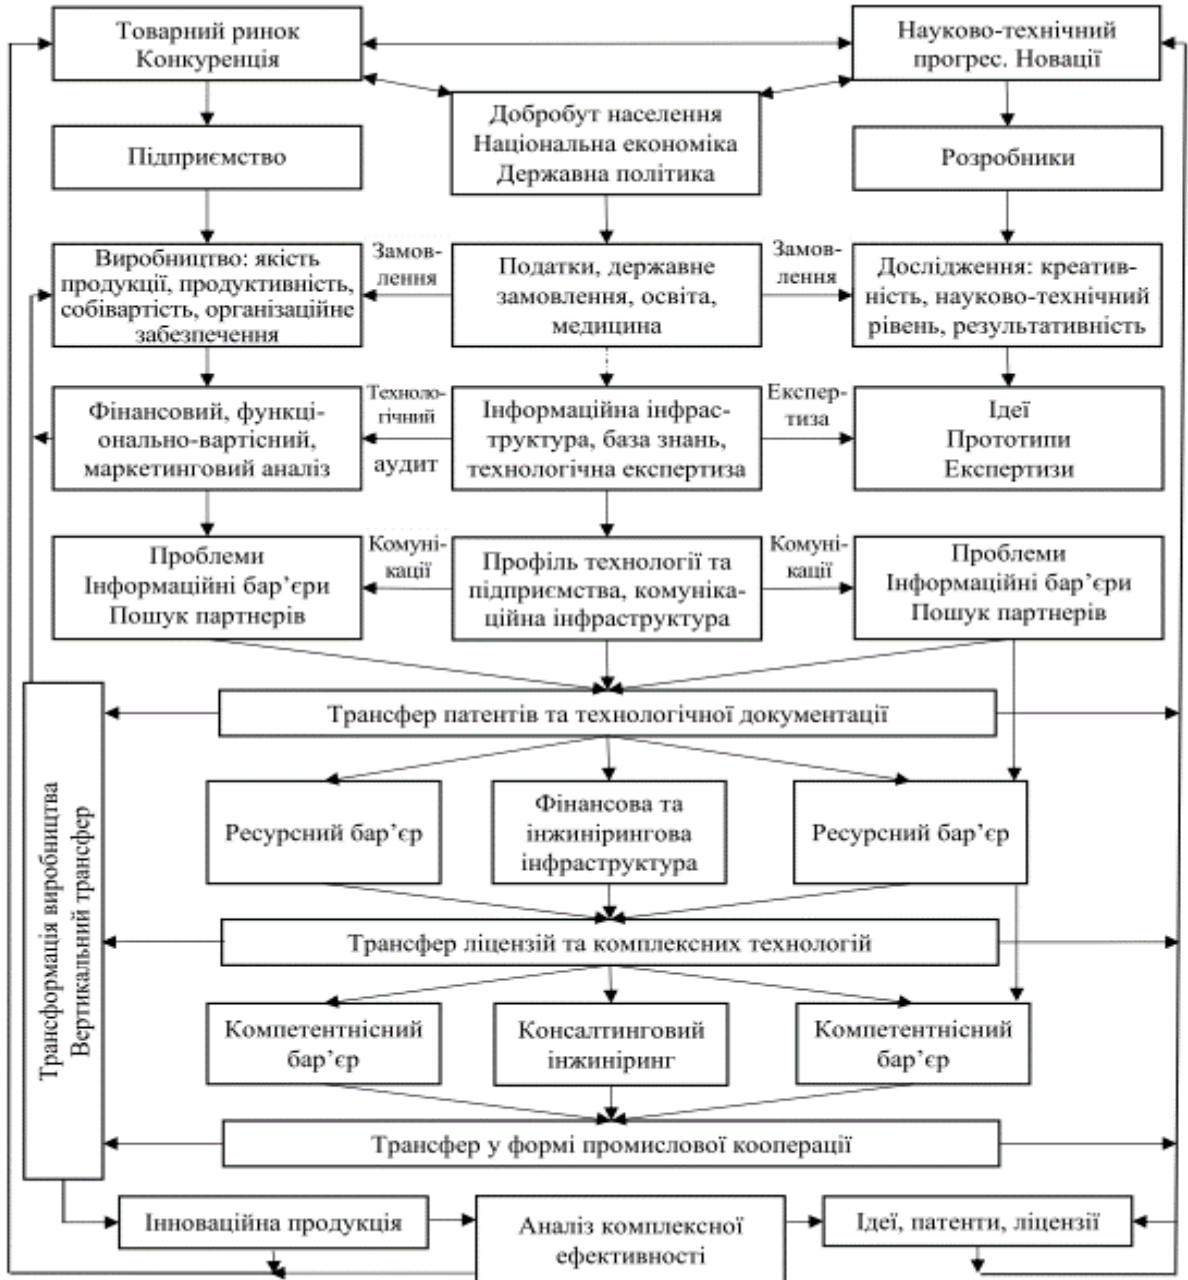 Товарний ринок
Конкуренція
Науково-технічний
прогрес. Новації
Добробут населення
Національна економіка
Державна політика
Підприємство
Розробники
Виробництво: якість
продукції, продуктивність,
собівартість, організаційне
забезпечення
Замов-
лення
Податки, державне
замовлення, освіта,
медицина
Замов-
лення
Дослідження: креатив-
ність, науково-технічний
рівень, результативність
Фінансовий, функці-
онально-вартісний,
маркетинговий аналіз
Техноло-
гічний
аудит
Інформаційна інфрас-
труктура, база знань,
технологічна експертиза
Експер-
тиза
Ідеї
Прототипи
Експертизи
Проблеми
Інформаційні бар’єри
Пошук партнерів
Комуні-
кації
Профіль технології та
підприємства, комуніка-
ційна інфраструктура
Комуні-
кації
Проблеми
Інформаційні бар’єри
Пошук партнерів
Трансфер патентів та технологічної документації
Трансформація виробництва
Вертикальний трансфер
Ресурсний бар’єр
Фінансова та
інжинірингова
інфраструктура
Ресурсний бар’єр
Трансфер ліцензій та комплексних технологій
Компетентнісний
бар’єр
Консалтинговий
інжиніринг
Компетентнісний
бар’єр
Трансфер у формі промислової кооперації
Інноваційна продукція
Аналіз комплексної
ефективності
Ідеї, патенти, ліцензії